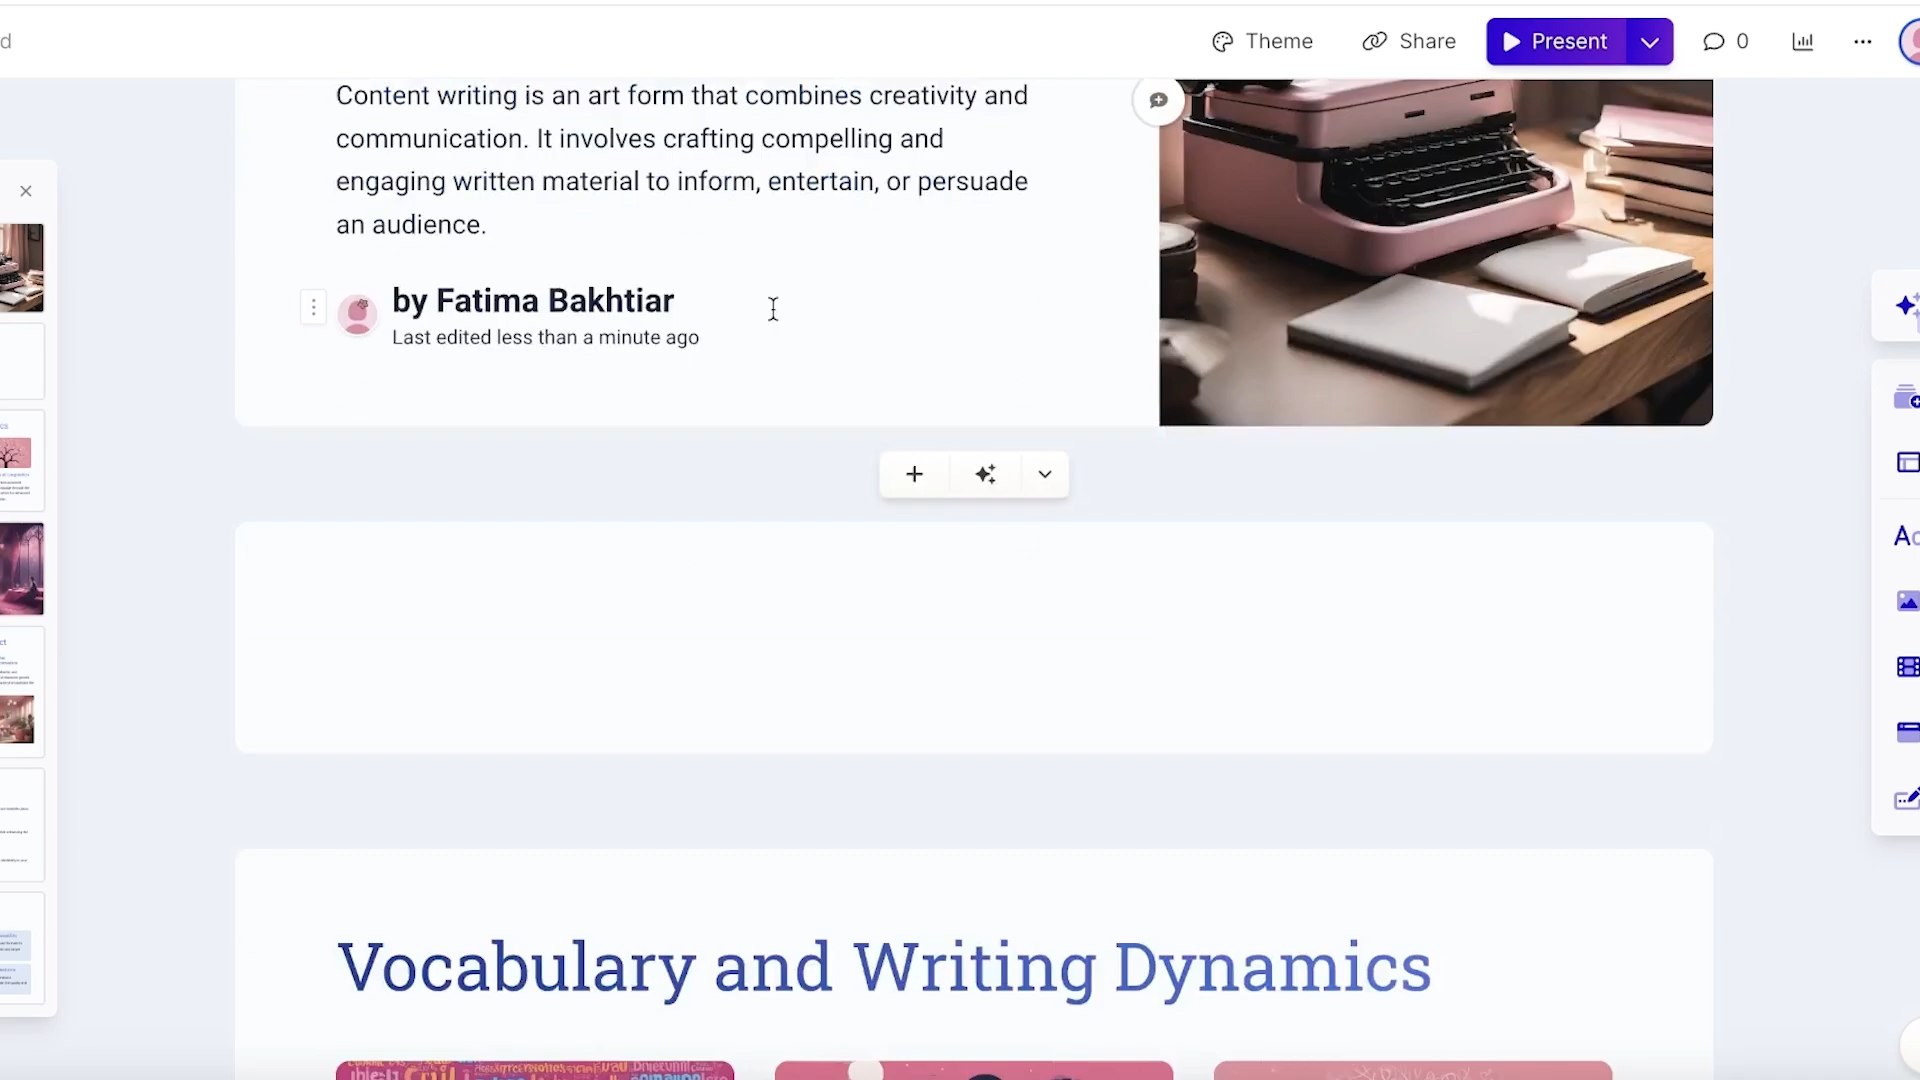 d
Theme
Share
Present
0
Content writing is an art form that combines creativity and
communication. It involves crafting compelling and
engaging written material to inform, entertain, or persuade
an audience.
by Fatima Bakhtiar
Last edited less than a minute ago
Vocabulary and Writing Dynamics